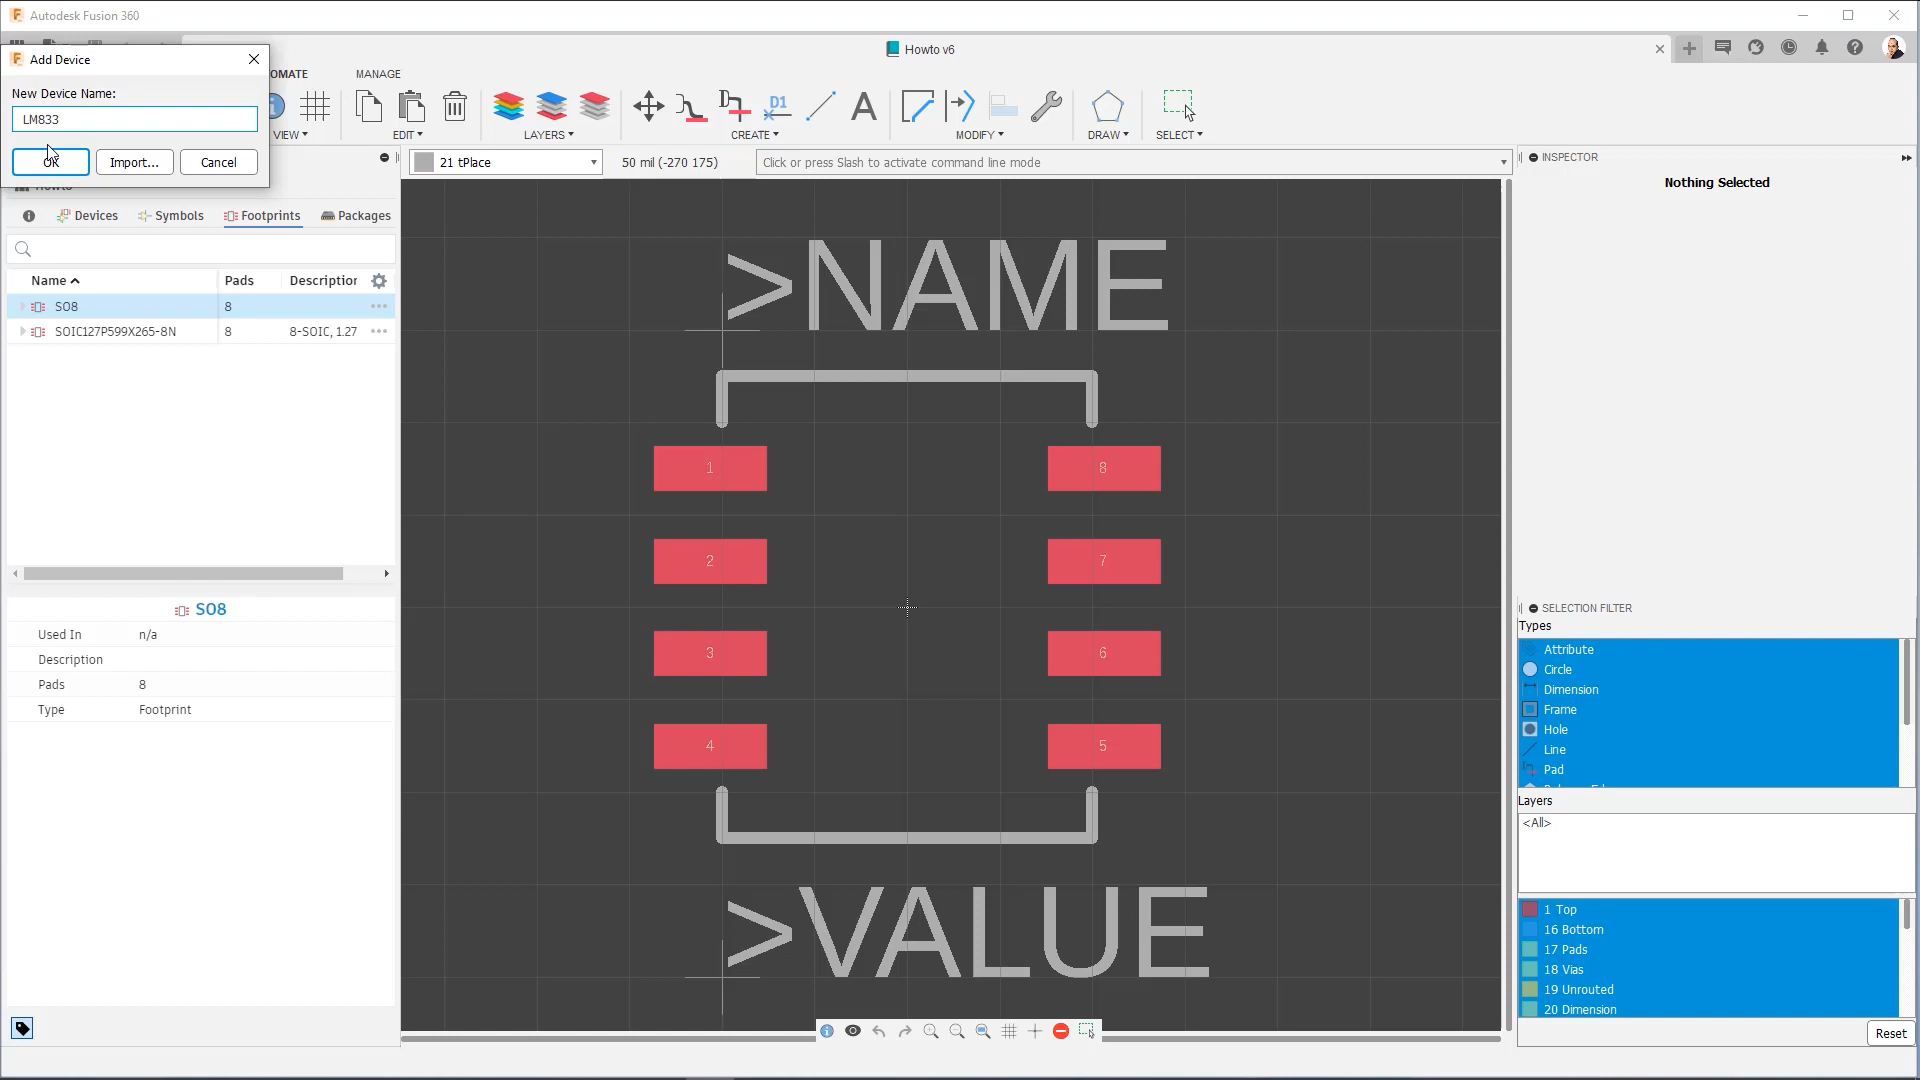 Autodesk Fusion 360
Add Device
New Device Name:
LM833
OK
Import...
Cancel
Howto v6
OMATE
MANAGE
VIEW
EDIT
LAYERS
D1
CREATE
MODIFY
DRAW
SELECT
21 tPlace
50 mil (-270 175)
Click or press Slash to activate command line mode
Devices
Symbols
Footprints
Packages
Name
Pads
Description
SO8
8
SOIC127P599X265-8N
8
8-SOIC, 1.27
SO8
Used In
n/a
Description
Pads
8
Type
Footprint
>NAME
1
8
2
7
3
6
4
5
>VALUE
INSPECTOR
Nothing Selected
SELECTION FILTER
Types
Attribute
Circle
Dimension
Frame
Hole
Line
Pad
Layers
<All>
1 Top
16 Bottom
17 Pads
18 Vias
19 Unrouted
20 Dimension
Reset